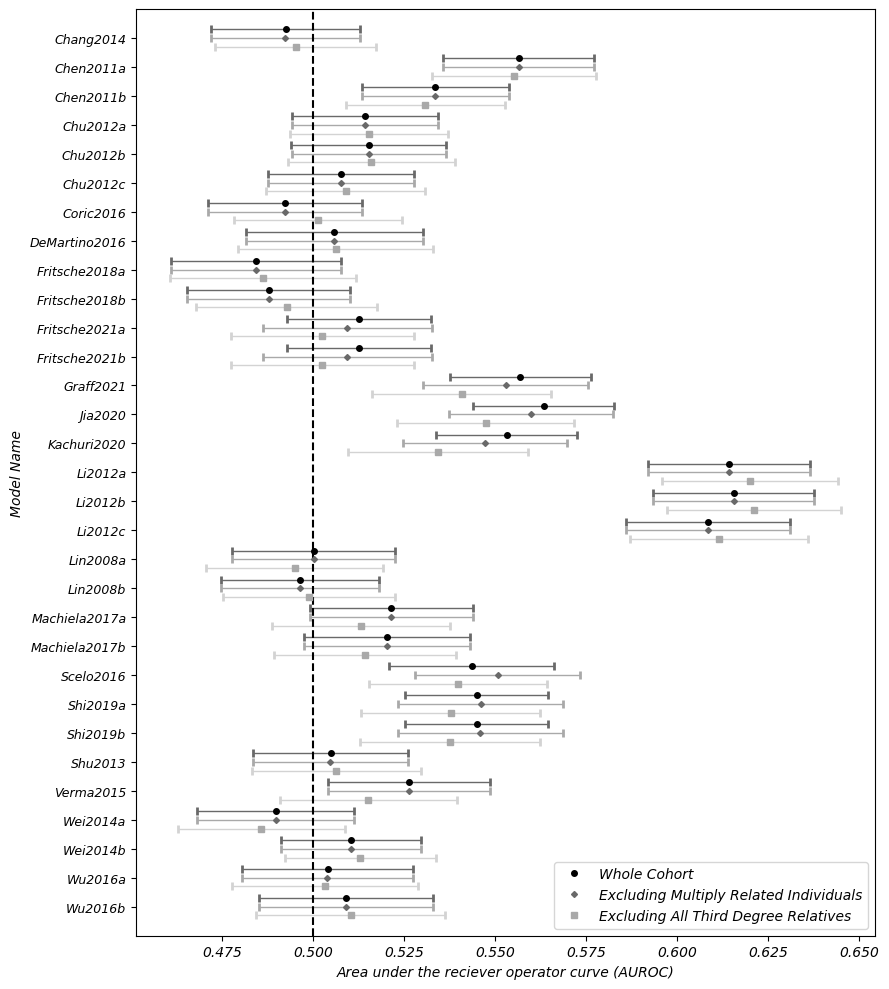 Chang2014
Chen2011a
Chen2011b
Chu2012a
Chu2012b
Chu2012c
Coric2016
DeMartino2016
Fritsche2018a
Fritsche2018b
Fritsche2021a
Fritsche2021b
Graff2021
Jia2020
Kachuri2020
Li2012a
Li2012b
Li2012c
Lin2008a
Lin2008b
Machiela2017a
Machiela2017b
Scelo2016
Shi2019a
Shi2019b
Shu2013
Verma2015
Wei2014a
Wei2014b
Wu2016a
Wu2016b
Model Name
Whole Cohort
Excluding Multiply Related Individuals
Excluding All Third Degree Relatives
0.475 0.500 0.525 0.550 0.575 0.600 0.625 0.650
Area under the reciever operator curve (AUROC)